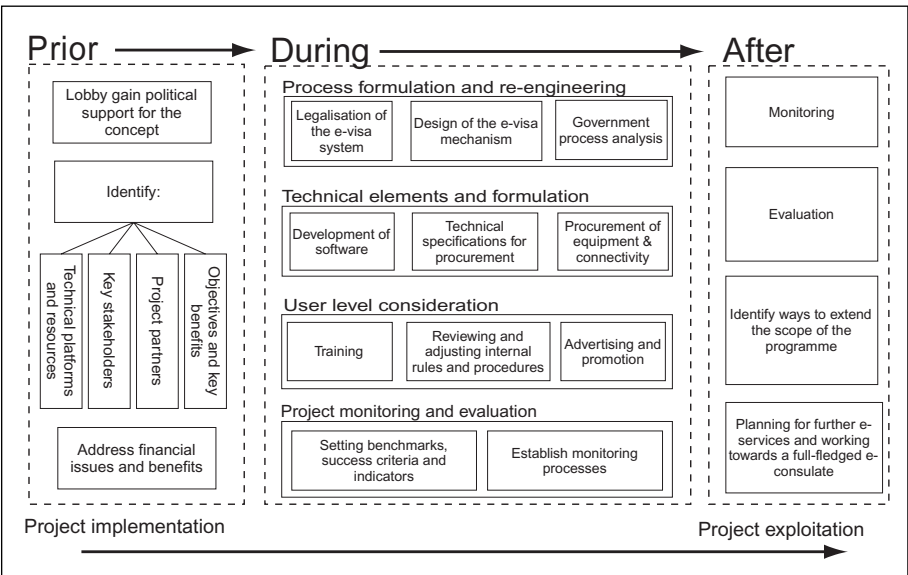 Prior
During
After
Lobby gain political
support for the
concept
Identify:
Technical platforms
and resources
Key stakeholders
Project partners
Objectives and key
benefits
Address financial
issues and benefits
Process formulation and re-engineering
Legalisation of
the e-visa
system
Design of the e-visa
mechanism
Government
process analysis
Technical elements and formulation
Development of
software
Technical
specifications for
procurement
Procurement of
equipment &
connectivity
User level consideration
Training
Reviewing and
adjusting internal
rules and procedures
Advertising and
promotion
Project monitoring and evaluation
Setting benchmarks,
success criteria and
indicators
Establish monitoring
processes
Monitoring
Evaluation
Identify ways to extend
the scope of the
programme
Planning for further e-
services and working
towards a full-fledged e-
consulate
Project implementation
Project exploitation